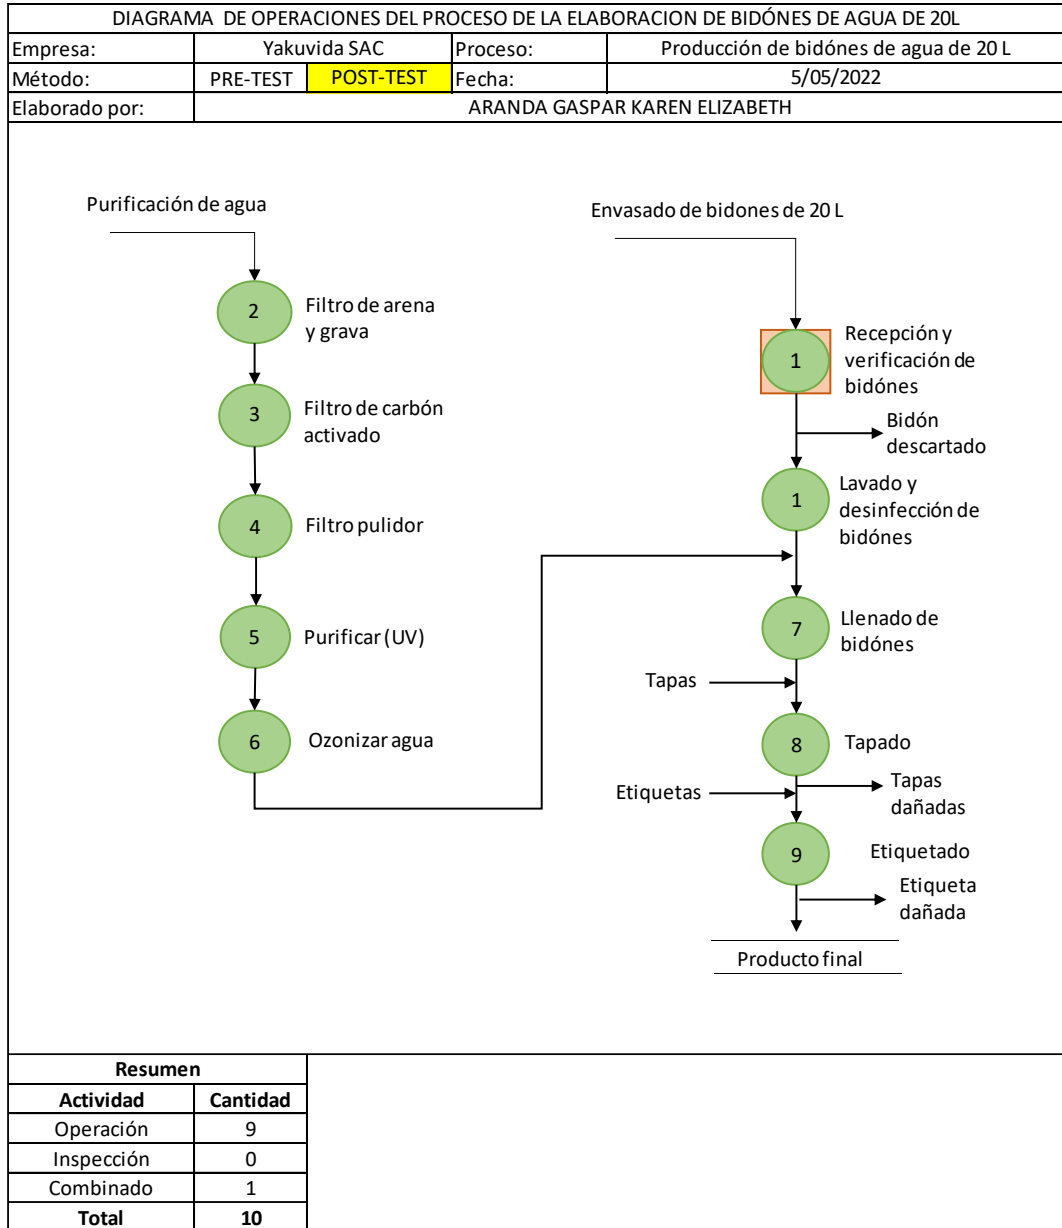 DIAGRAMA DE OPERACIONES DEL PROCESO DE LA ELABORACION DE BIDÓNES DE AGUA DE 20L
Empresa: Yakuvida SAC Proceso: Producción de bidónes de agua de 20 L
Método: PRE-TEST POST-TEST Fecha: 5/05/2022
Elaborado por: ARANDA GASPAR KAREN ELIZABETH
Purificación de agua
2
Filtro de arena
y grava
3
Filtro de carbón
activado
4
Filtro pulidor
5
Purificar (UV)
6
Ozonizar agua
Envasado de bidones de 20 L
1
Recepción y
verificación de
bidónes
Bidón
descartado
1
Lavado y
desinfección de
bidónes
7
Llenado de
bidónes
Tapas
8
Tapado
Etiquetas
Tapas
dañadas
9
Etiquetado
Etiqueta
dañada
Producto final
Resumen
Actividad Cantidad
Operación 9
Inspección 0
Combinado 1
Total 10